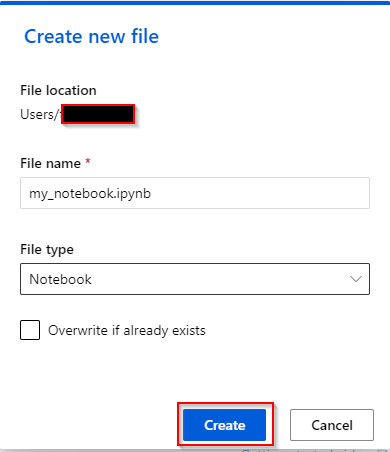 Create new file
File location
Users/
File name *
my_notebook.ipynb
File type
Notebook
Overwrite if already exists
Create
Cancel